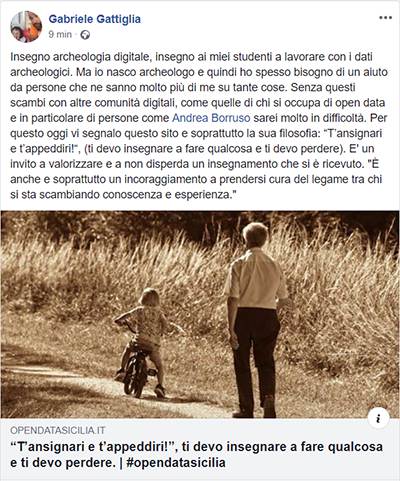 Gabriele Gattiglia
9 min ·
Insegno archeologia digitale, insegno ai miei studenti a lavorare con i dati
archeologici. Ma io nasco archeologo e quindi ho spesso bisogno di un aiuto
da persone che ne sanno molto più di me su tante cose. Senza questi
scambi con altre comunità digitali, come quelle di chi si occupa di open data
e in particolare di persone come Andrea Borruso sarei molto in difficoltà. Per
questo oggi vi segnalo questo sito e soprattutto la sua filosofia: “T’ansignari
e t’appeddiri!“, (ti devo insegnare a fare qualcosa e ti devo perdere). E' un
invito a valorizzare e a non disperda un insegnamento che si è ricevuto. "È
anche e soprattutto un incoraggiamento a prendersi cura del legame tra chi
si sta scambiando conoscenza e esperienza."
OPENDATASICILIA.IT
“T’ansignari e t’appeddiri!”, ti devo insegnare a fare qualcosa
e ti devo perdere. | #opendatasicilia